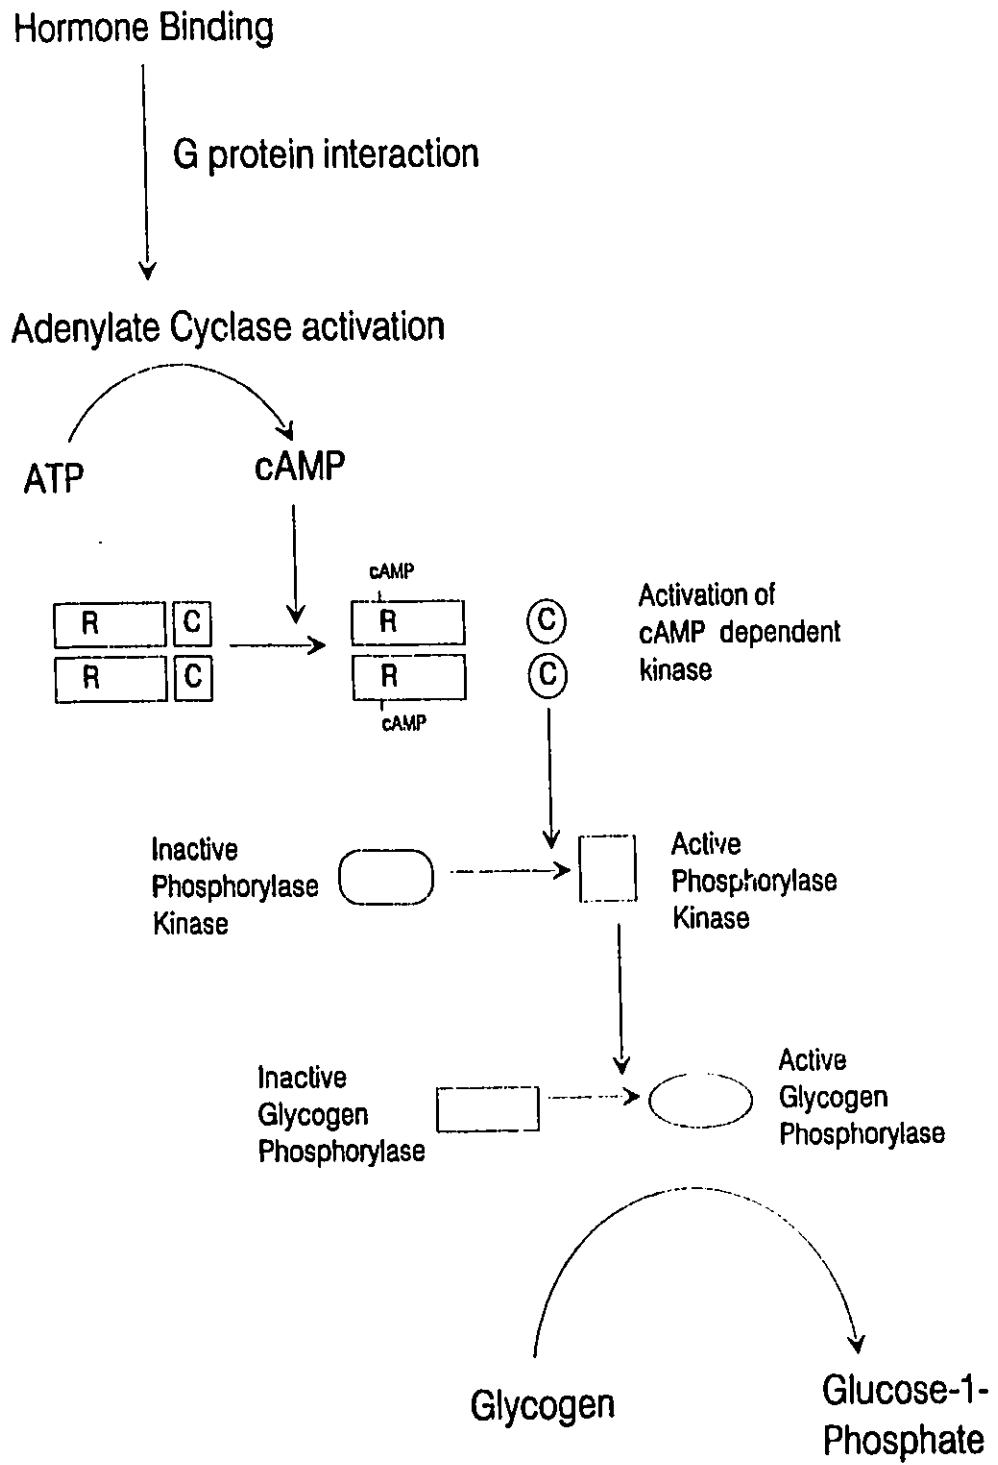 Hormone Binding
G protein interaction
Adenylate Cyclase activation
ATP
cAMP
cAMP
R
C
R
C
R
R
cAMP
C
C
Activation of
cAMP dependent
kinase
Inactive
Phosphorylase
Kinase
Active
Phosphorylase
Kinase
Inactive
Glycogen
Phosphorylase
Active
Glycogen
Phosphorylase
Glycogen
Glucose-1-
Phosphate